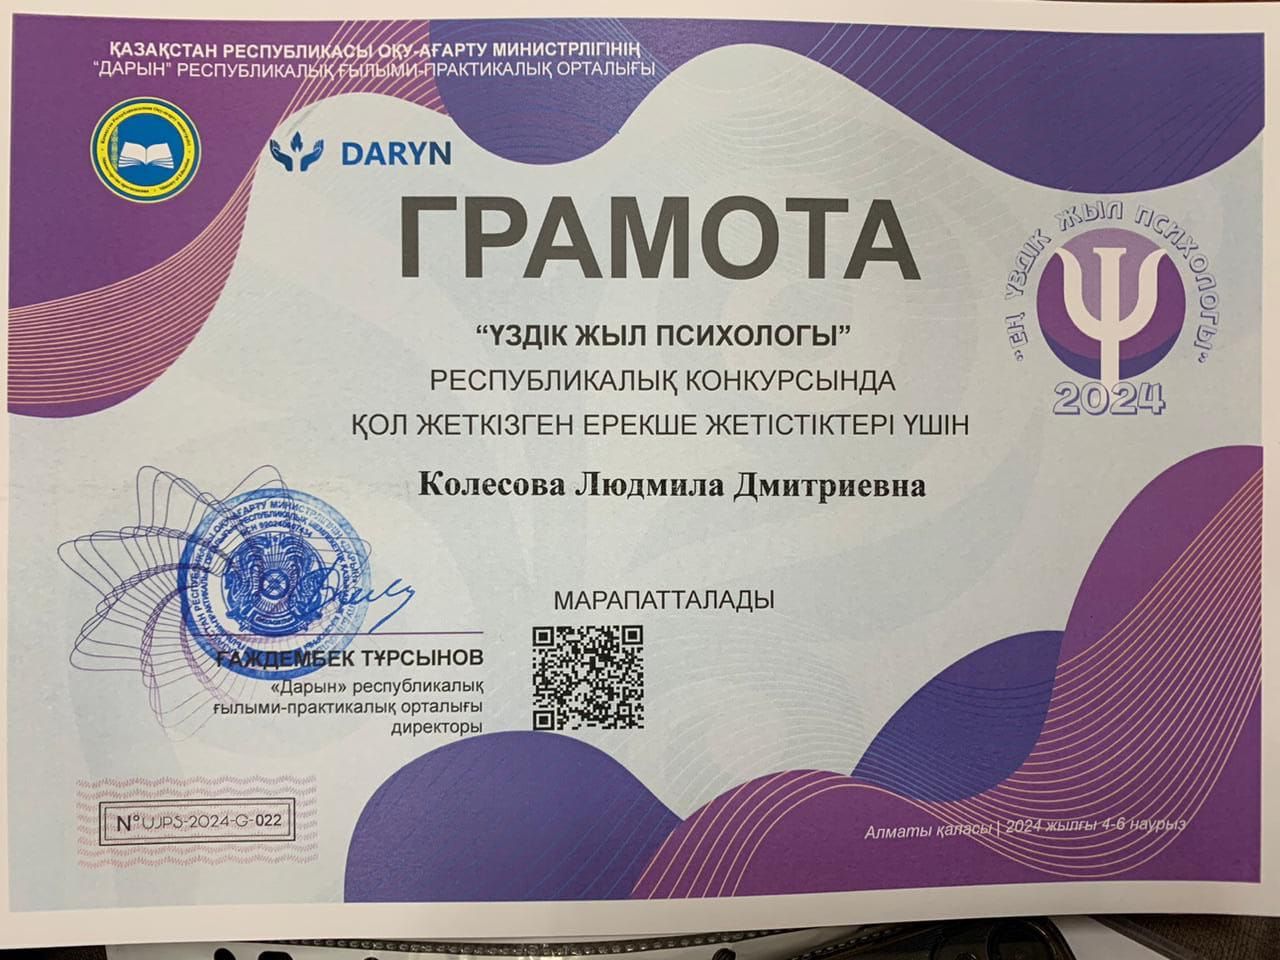 ҚАЗАҚСТАН РЕСПУБЛИКАСЫ ОҚУ-АҒАРТУ МИНИСТРЛІГІНІҢ
“ДАРЫН” РЕСПУБЛИКАЛЫҚ ҒЫЛЫМИ-ПРАКТИКАЛЫҚ ОРТАЛЫҒЫ
DARYN
ГРАМОТА
"ЕҢ ҮЗДІК ЖЫЛ ПСИХОЛОГЫ"
2024
“ҮЗДІК ЖЫЛ ПСИХОЛОГЫ”
РЕСПУБЛИКАЛЫҚ КОНКУРСЫНДА
ҚОЛ ЖЕТКІЗГЕН ЕРЕКШЕ ЖЕТІСТІКТЕРІ ҮШІН
Колесова Людмила Дмитриевна
МАРАПАТТАЛАДЫ
ҒАЖДЕМБЕК ТҰРСЫНОВ
«Дарын» республикалық
ғылыми-практикалық орталығы
директоры
N°UJPS-2024-G-022
Алматы қаласы | 2024 жылғы 4-6 наурыз